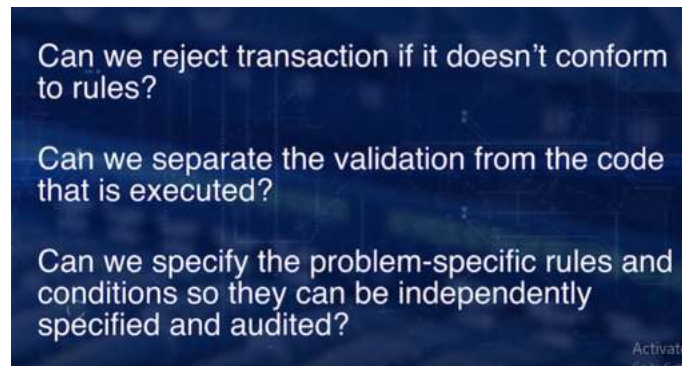 Can we reject transaction if it doesn't conform
to rules?
Can we separate the validation from the code
that is executed?
Can we specify the problem-specific rules and
conditions so they can be independently
specified and audited?
Activate